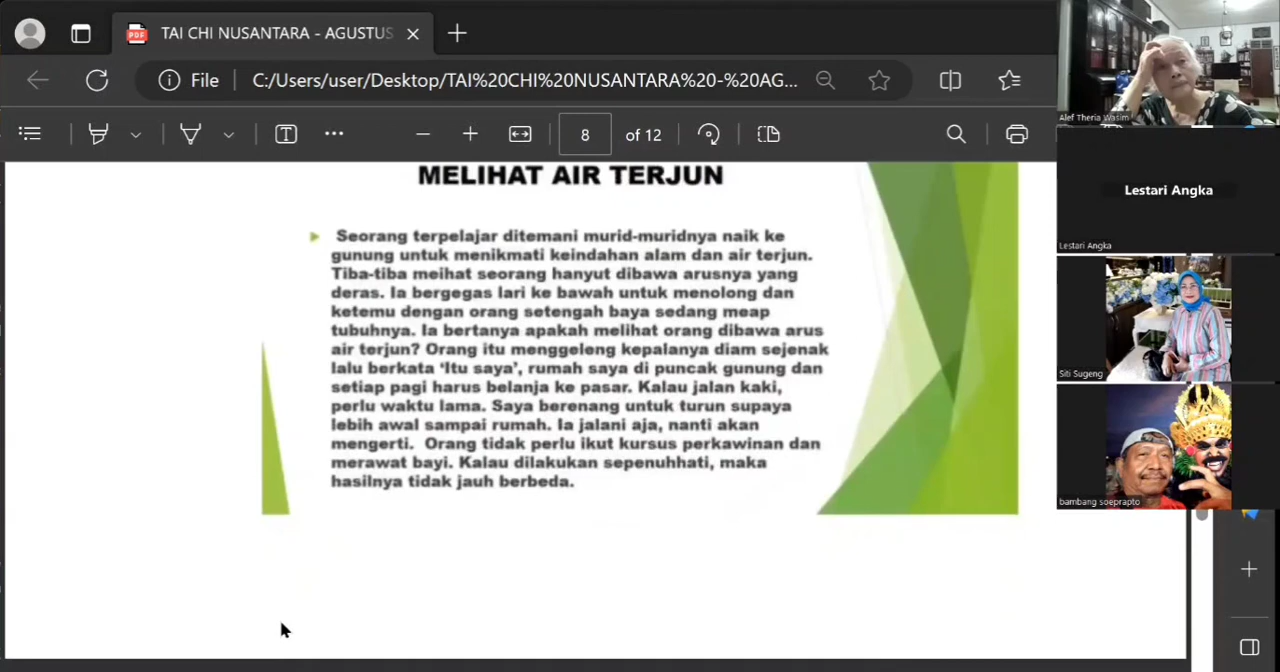 TAI CHI NUSANTARA - AGUSTUS
File
C:/Users/user/Desktop/TAI%20CHI%20NUSANTARA%20-%20AG...
8 of 12
MELIHAT AIR TERJUN
Seorang terpelajar ditemani murid-muridnya naik ke
gunung untuk menikmati keindahan alam dan air terjun.
Tiba-tiba meihat seorang hanyut dibawa arusnya yang
deras. Ia bergegas lari ke bawah untuk menolong dan
ketemu dengan orang setengah baya sedang meap
tubuhnya. Ia bertanya apakah melihat orang dibawa arus
air terjun? Orang itu menggeleng kepalanya diam sejenak
lalu berkata ‘Itu saya’, rumah saya di puncak gunung dan
setiap pagi harus belanja ke pasar. Kalau jalan kaki,
perlu waktu lama. Saya berenang untuk turun supaya
lebih awal sampai rumah. Ia jalani aja, nanti akan
mengerti.  Orang tidak perlu ikut kursus perkawinan dan
merawat bayi. Kalau dilakukan sepenuhhati, maka
hasilnya tidak jauh berbeda.
Alef Theria Wasim
Lestari Angka
Lestari Angka
Siti Sugeng
bambang soeprapto